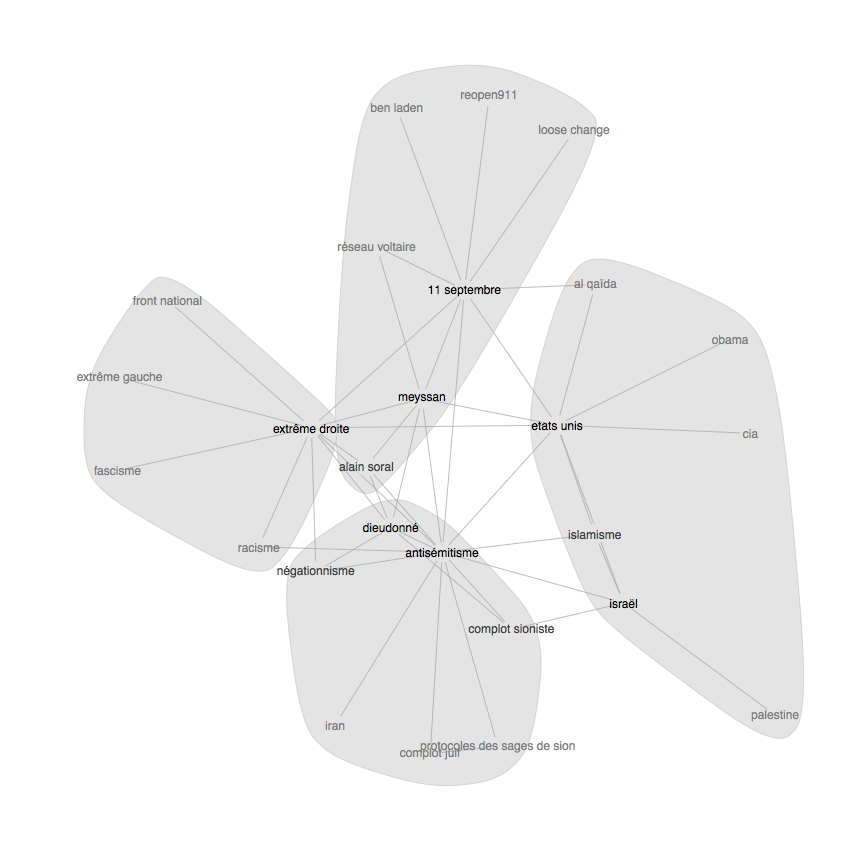 reopen911
ben laden
loose change
réseau voltaire
11 septembre
al qaïda
front national
obama
extrême gauche
meyssan
extrême droite
etats unis
cia
alain soral
fascisme
dieudonné
islamisme
racisme
antisémitisme
négationnisme
israël
complot sioniste
palestine
iran
protocoles des sages de sion
complot juif